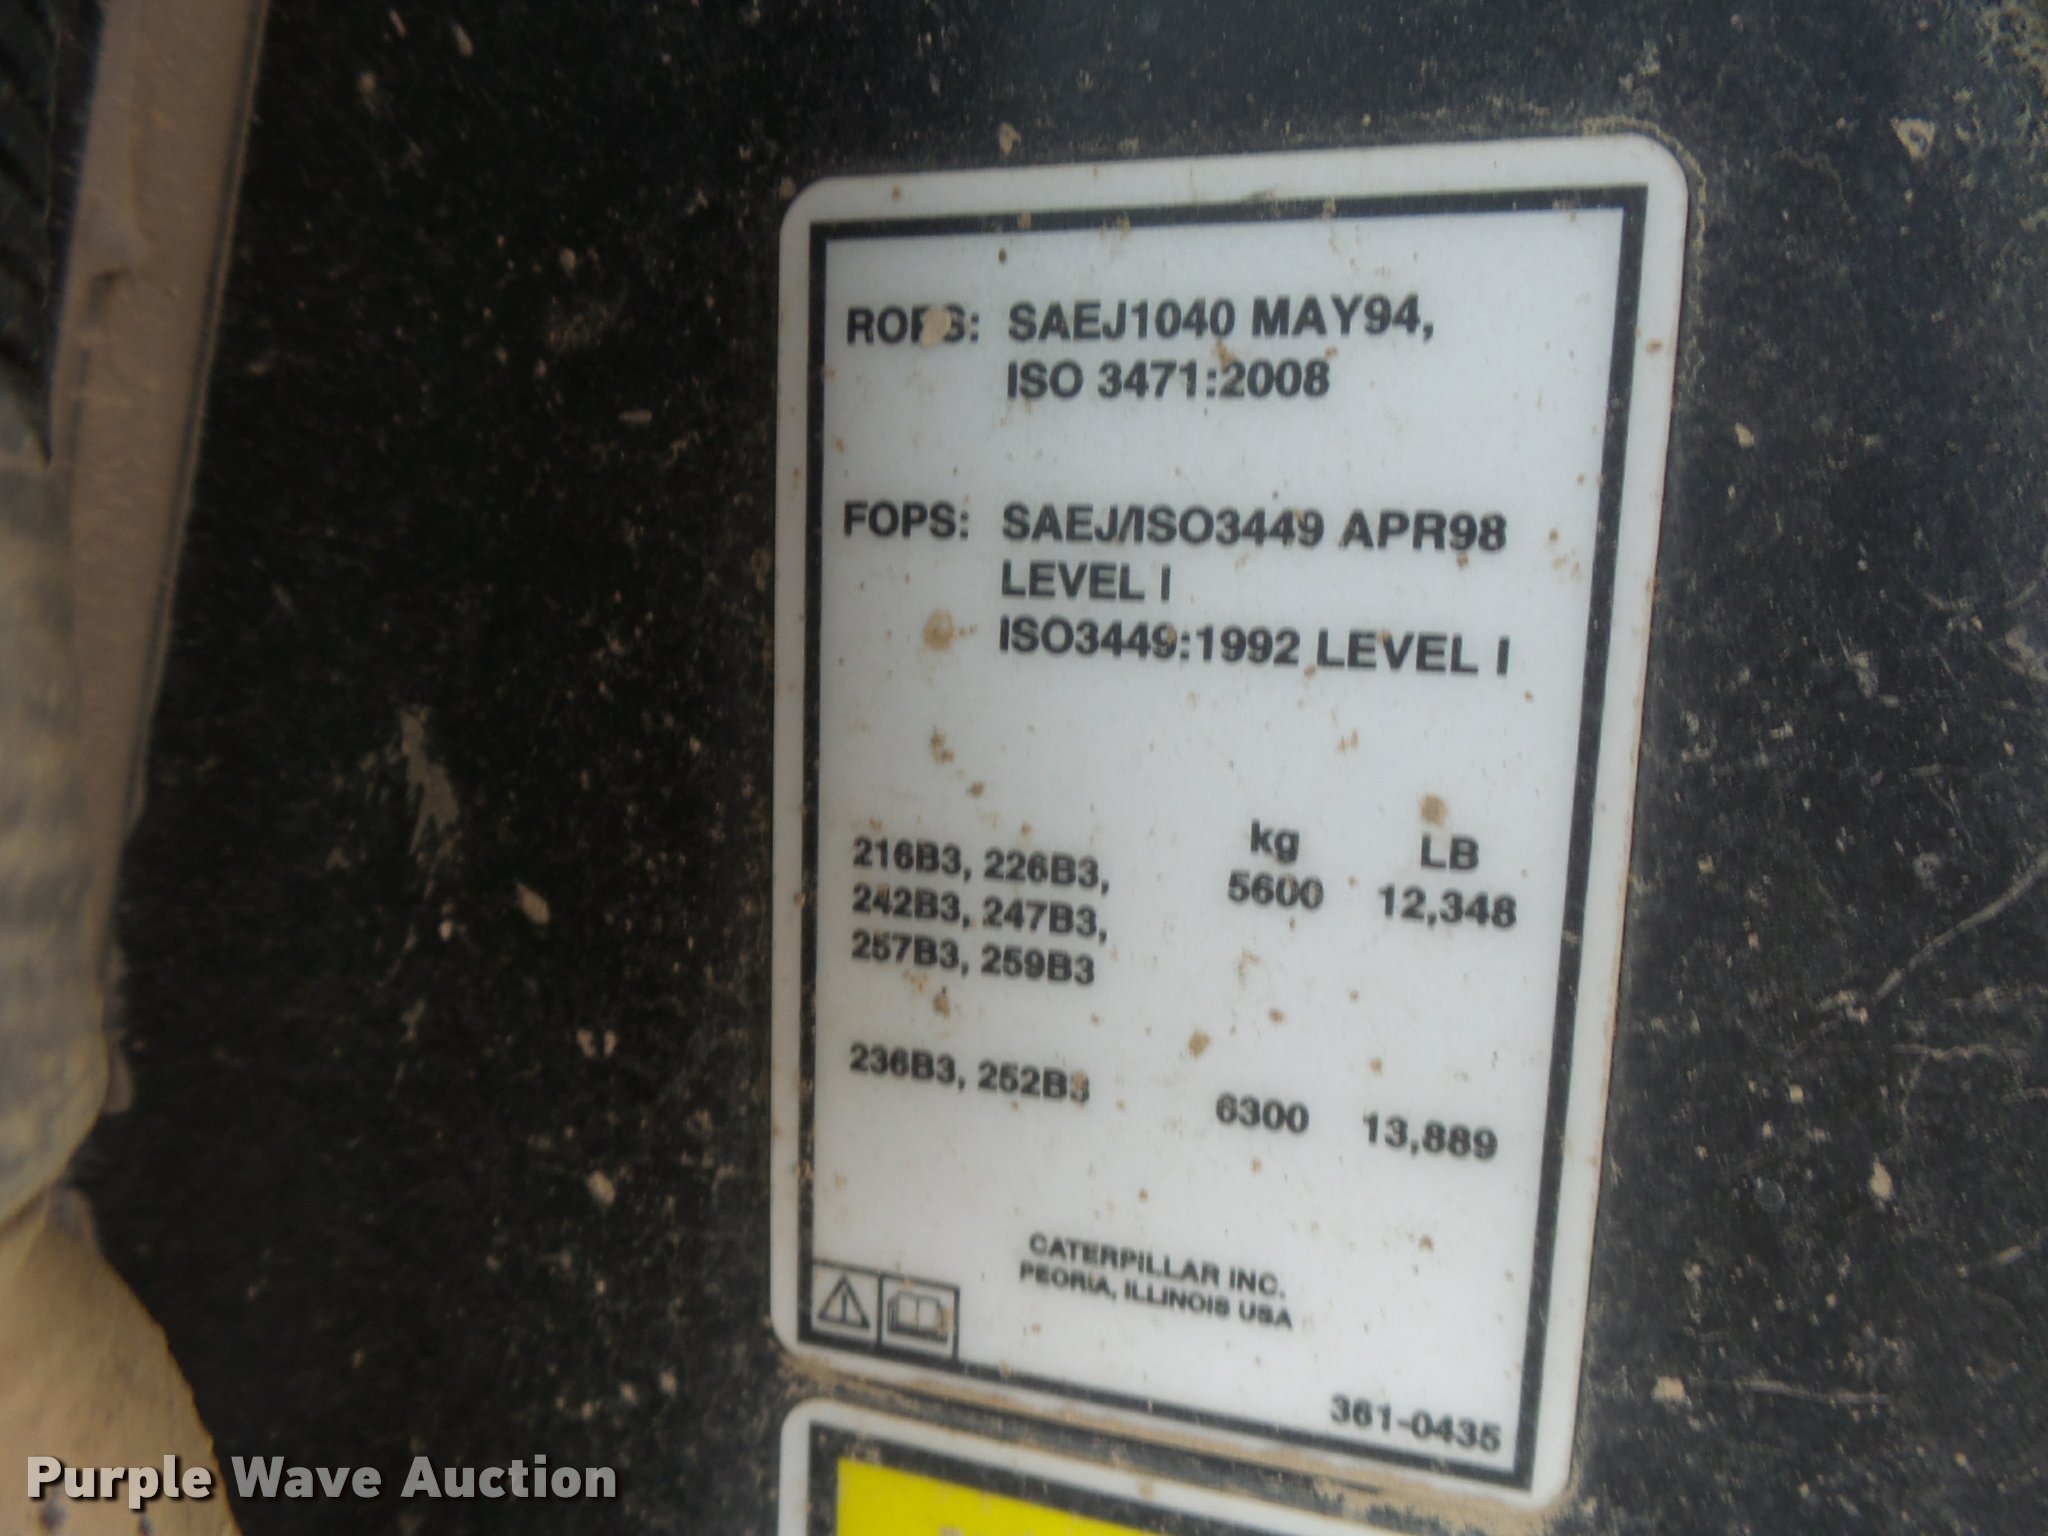 ROPS: SAEJ1040 MAY94,
ISO 3471:2008
FOPS: SAEJ/ISO3449 APR98
LEVEL I
ISO3449:1992 LEVEL I
kg LB
216B3, 226B3, 5600 12,348
242B3, 247B3,
257B3, 259B3
236B3, 252B3 6300 13,889
CATERPILLAR INC.
PEORIA, ILLINOIS USA
361-0435
Purple Wave Auction